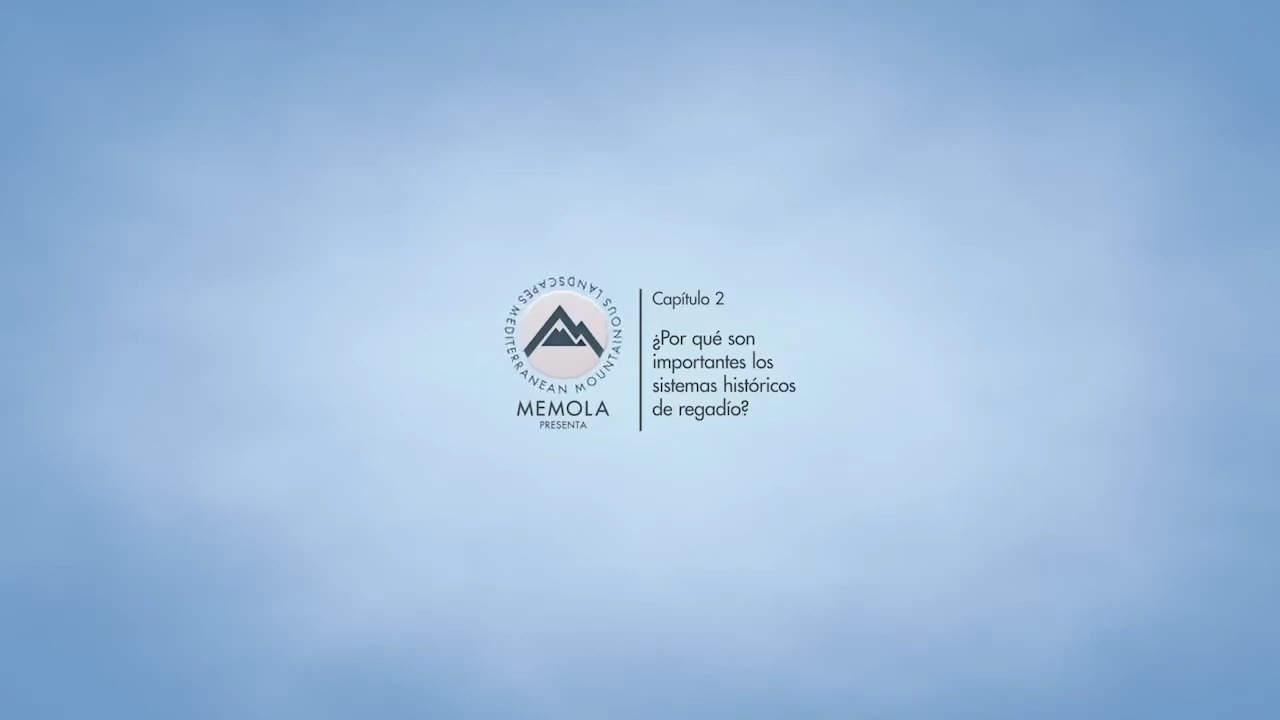 MEDITERRANEAN MOUNTAINOUS LANDSCAPES
MEMOLA
PRESENTA
Capítulo 2
¿Por qué son
importantes los
sistemas históricos
de regadío?